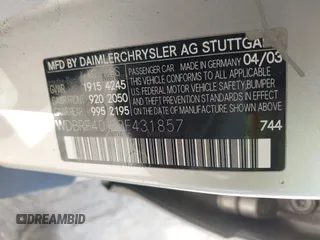 MFD BY DAIMLERCHRYSLER AG STUTTGA
PASSENGER CAR MADE IN GERMANY 04/03
GVWR 1915 4245
920 2050
995 2195
THIS VEHICLE CONFORMS TO ALL
APPLICABLE U.S. FEDERAL MOTOR
VEHICLE SAFETY, BUMPER AND
THEFT PREVENTION STANDARDS IN
EFFECT ON THE DATE OF
MANUFACTURE SHOWN ABOVE
F431857
744
DREAMBID